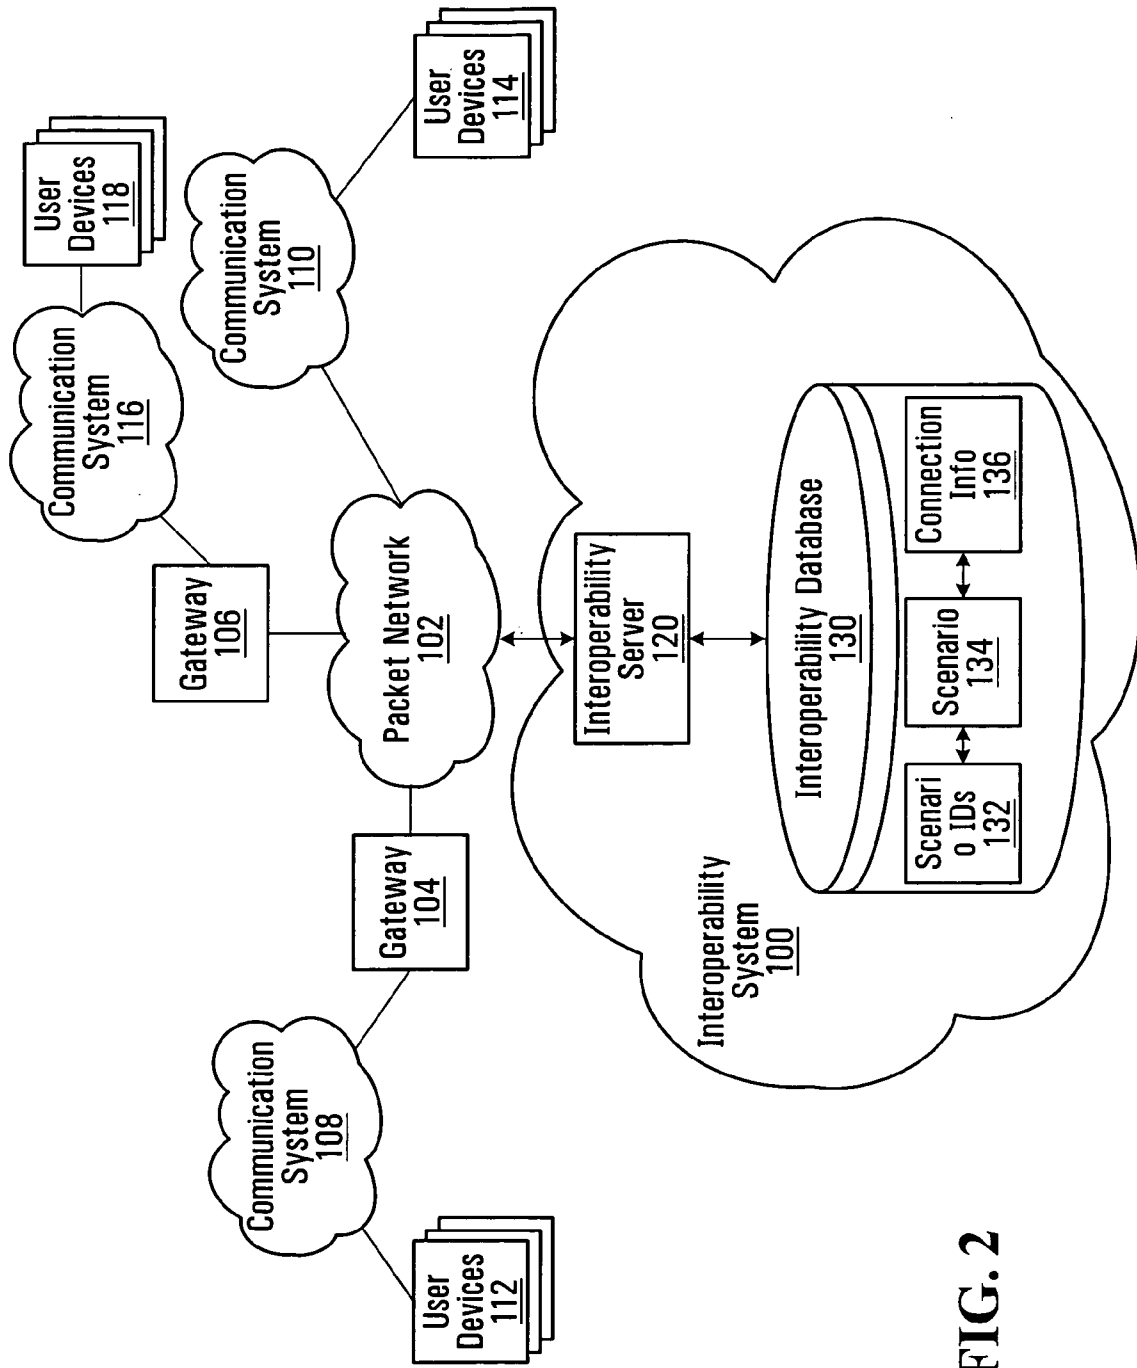 User
Devices
118
Communication
System
116
User
Devices
114
Communication
System
110
Gateway
106
Packet Network
102
Gateway
104
Communication
System
108
User
Devices
112
Interoperability
Server
120
Interoperability
System
100
Interoperability Database
130
Scenari
o IDs
132
Scenario
134
Connection
Info
136
FIG. 2